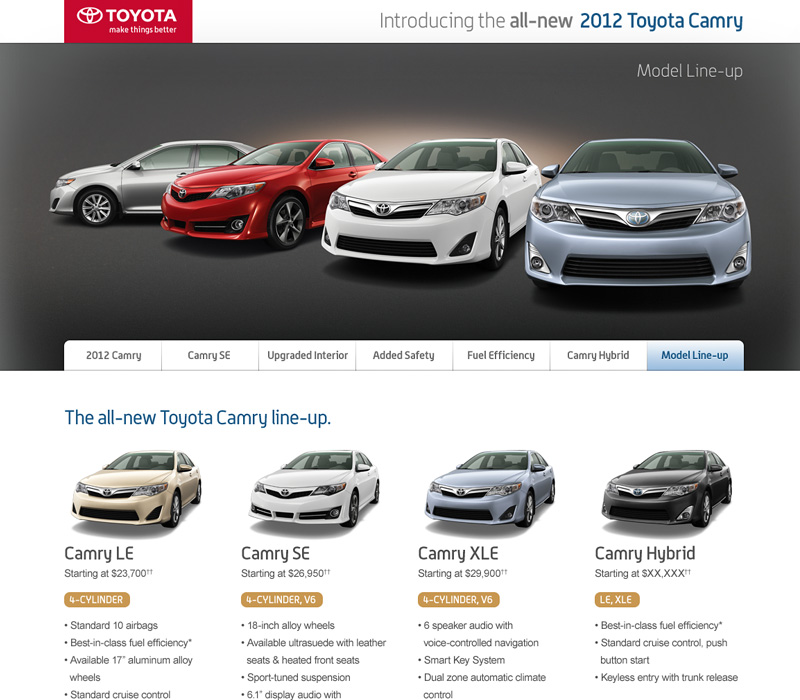 TOYOTA
make things better
Introducing the all-new 2012 Toyota Camry
Model Line-up
2012 Camry
Camry SE
Upgraded Interior
Added Safety
Fuel Efficiency
Camry Hybrid
Model Line-up
The all-new Toyota Camry line-up.
Camry LE
Starting at $23,700††
4-CYLINDER
• Standard 10 airbags
• Best-in-class fuel efficiency*
• Available 17” aluminum alloy
wheels
• Standard cruise control
Camry SE
Starting at $26,950††
4-CYLINDER, V6
• 18-inch alloy wheels
• Available ultrasuede with leather
seats & heated front seats
• Sport-tuned suspension
• 6.1” display audio with
Camry XLE
Starting at $29,900††
4-CYLINDER, V6
• 6 speaker audio with
voice-controlled navigation
• Smart Key System
• Dual zone automatic climate
control
Camry Hybrid
Starting at $XX,XXX††
LE, XLE
• Best-in-class fuel efficiency*
• Standard cruise control, push
button start
• Keyless entry with trunk release